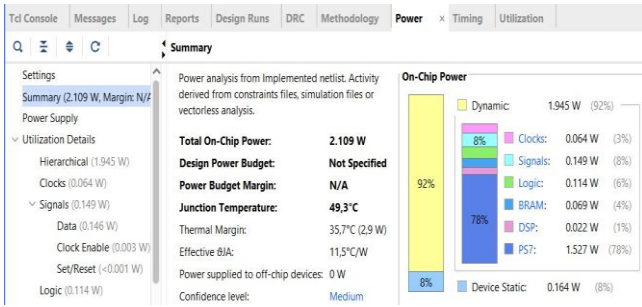 Tcl Console Messages Log Reports Design Runs DRC Methodology Power × Timing Utilization
Summary
Settings
Summary (2.109 W, Margin: N/A
Power Supply
Utilization Details
Hierarchical (1.945 W)
Clocks (0.064 W)
Signals (0.149 W)
Data (0.146 W)
Clock Enable (0.003 W)
Set/Reset (<0.001 W)
Logic (0.114 W)
Power analysis from Implemented netlist. Activity
derived from constraints files, simulation files or
vectorless analysis.
Total On-Chip Power: 2.109 W
Design Power Budget: Not Specified
Power Budget Margin: N/A
Junction Temperature: 49,3°C
Thermal Margin: 35,7°C (2,9 W)
Effective θJA: 11,5°C/W
Power supplied to off-chip devices: 0 W
Confidence level: Medium
On-Chip Power
92%
8%
Dynamic: 1.945 W (92%)
8%
78%
Clocks: 0.064 W (3%)
Signals: 0.149 W (8%)
Logic: 0.114 W (6%)
BRAM: 0.069 W (4%)
DSP: 0.022 W (1%)
PS7: 1.527 W (78%)
Device Static: 0.164 W (8%)